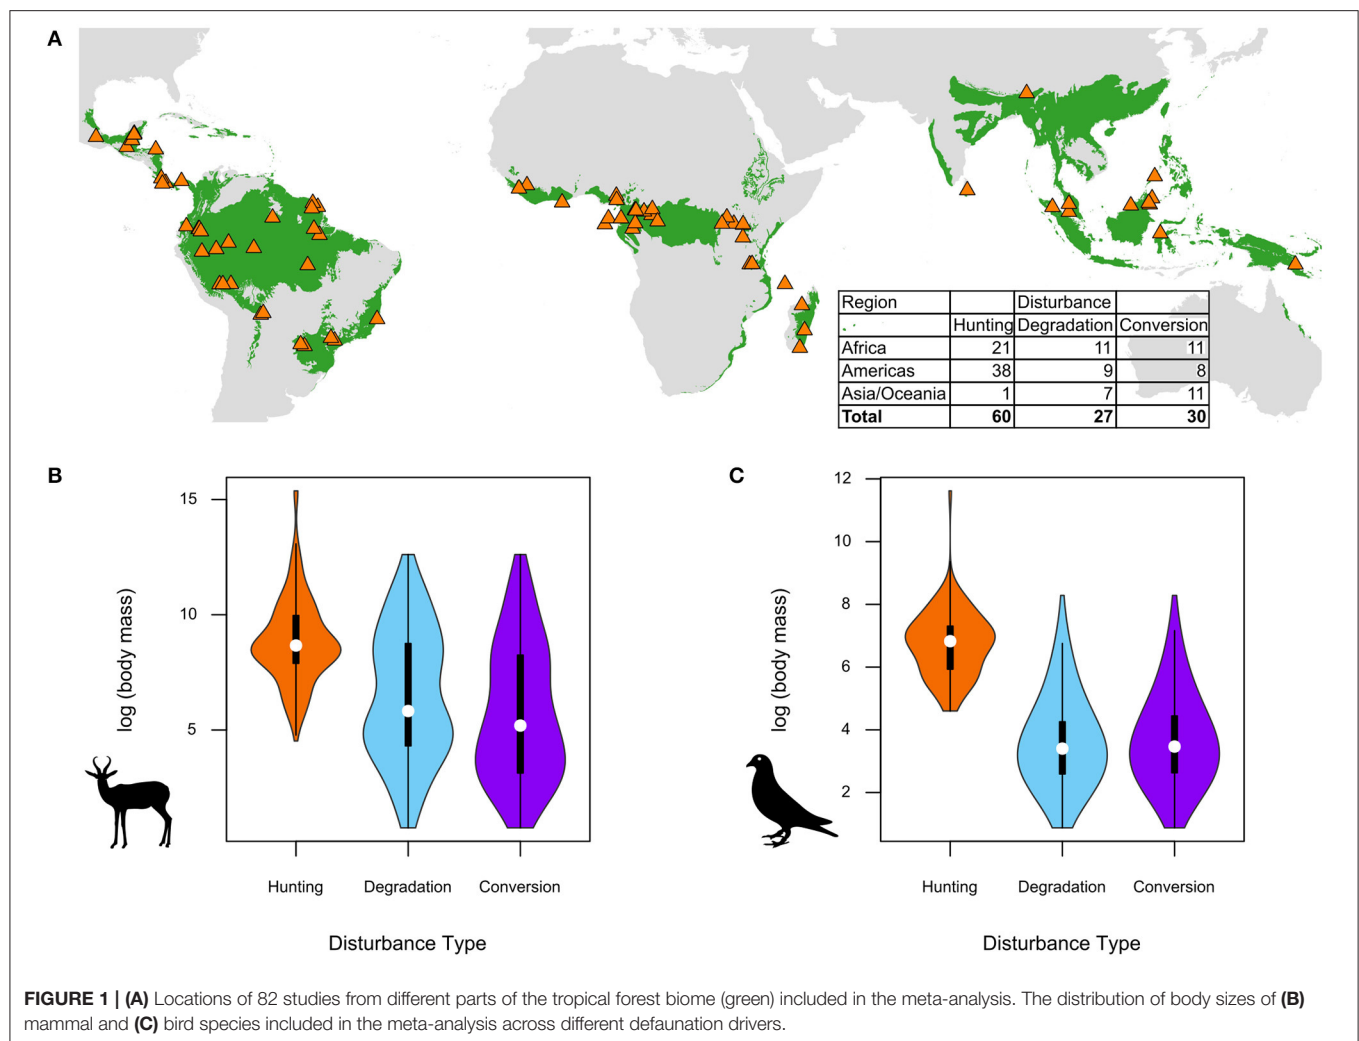 A
Region Disturbance
Hunting Degradation Conversion
Africa 21 11 11
Americas 38 9 8
Asia/Oceania 1 7 11
Total 60 27 30
B
15
10
5
log (body mass)
Hunting Degradation Conversion
Disturbance Type
C
12
10
8
6
4
2
log (body mass)
Hunting Degradation Conversion
Disturbance Type
FIGURE 1 | (A) Locations of 82 studies from different parts of the tropical forest biome (green) included in the meta-analysis. The distribution of body sizes of (B)
mammal and (C) bird species included in the meta-analysis across different defaunation drivers.